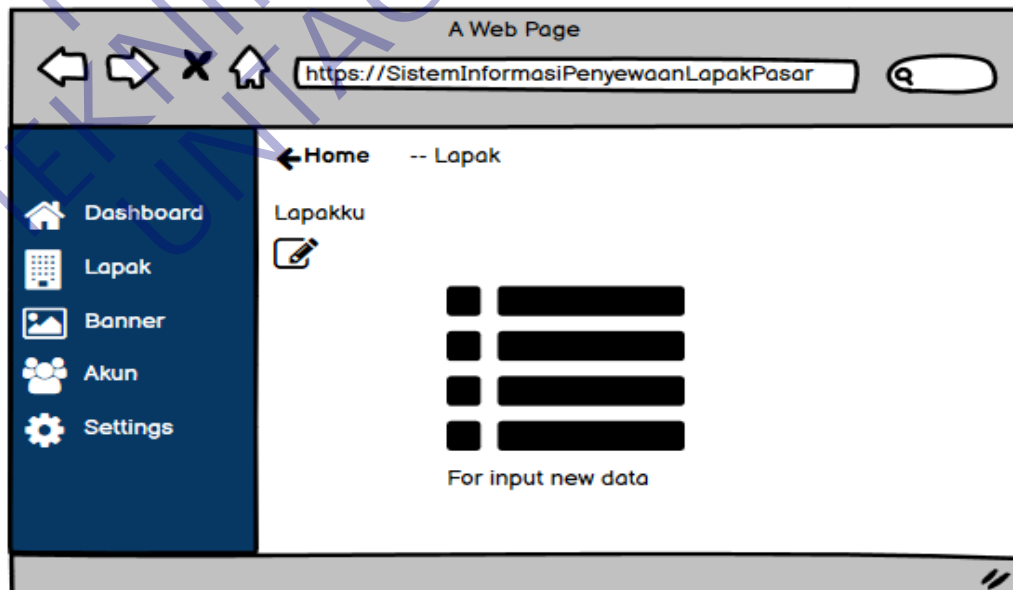 A Web Page
https://SistemInformasiPenyewaanLapakPasar
Home -- Lapak
Dashboard
Lapak
Banner
Akun
Settings
Lapakku
For input new data